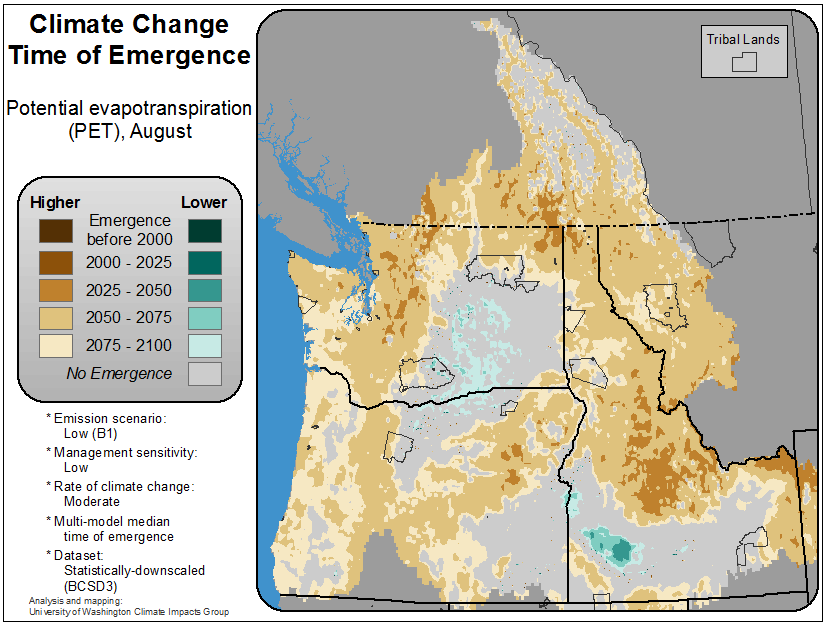 Climate Change
Time of Emergence
Potential evapotranspiration
(PET), August
Higher Lower
Emergence
before 2000
2000 - 2025
2025 - 2050
2050 - 2075
2075 - 2100
No Emergence
* Emission scenario:
Low (B1)
* Management sensitivity:
Low
* Rate of climate change:
Moderate
* Multi-model median
time of emergence
* Dataset:
Statistically-downscaled
(BCSD3)
Analysis and mapping:
University of Washington Climate Impacts Group
Tribal Lands